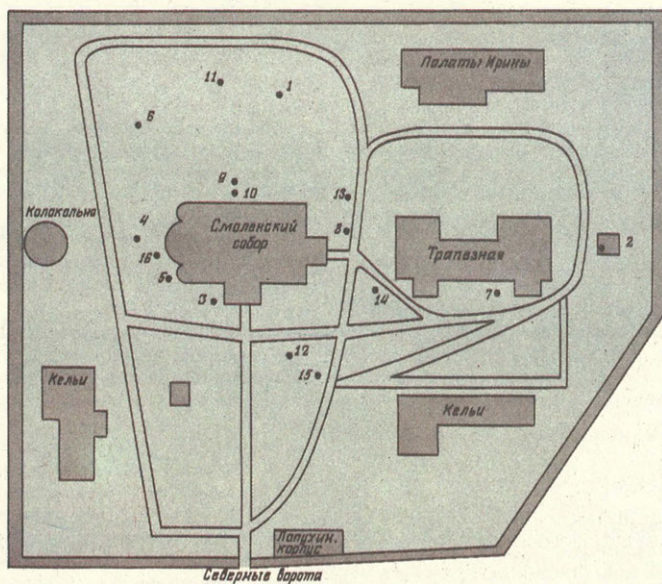 Палаты Ирины
11
1
6
9
10
13
Колокольня
Смоленский
собор
4
8
Трапезная
2
16
5
3
14
7
12
15
Кельи
Кельи
Лопухин.
корпус
Северные ворота